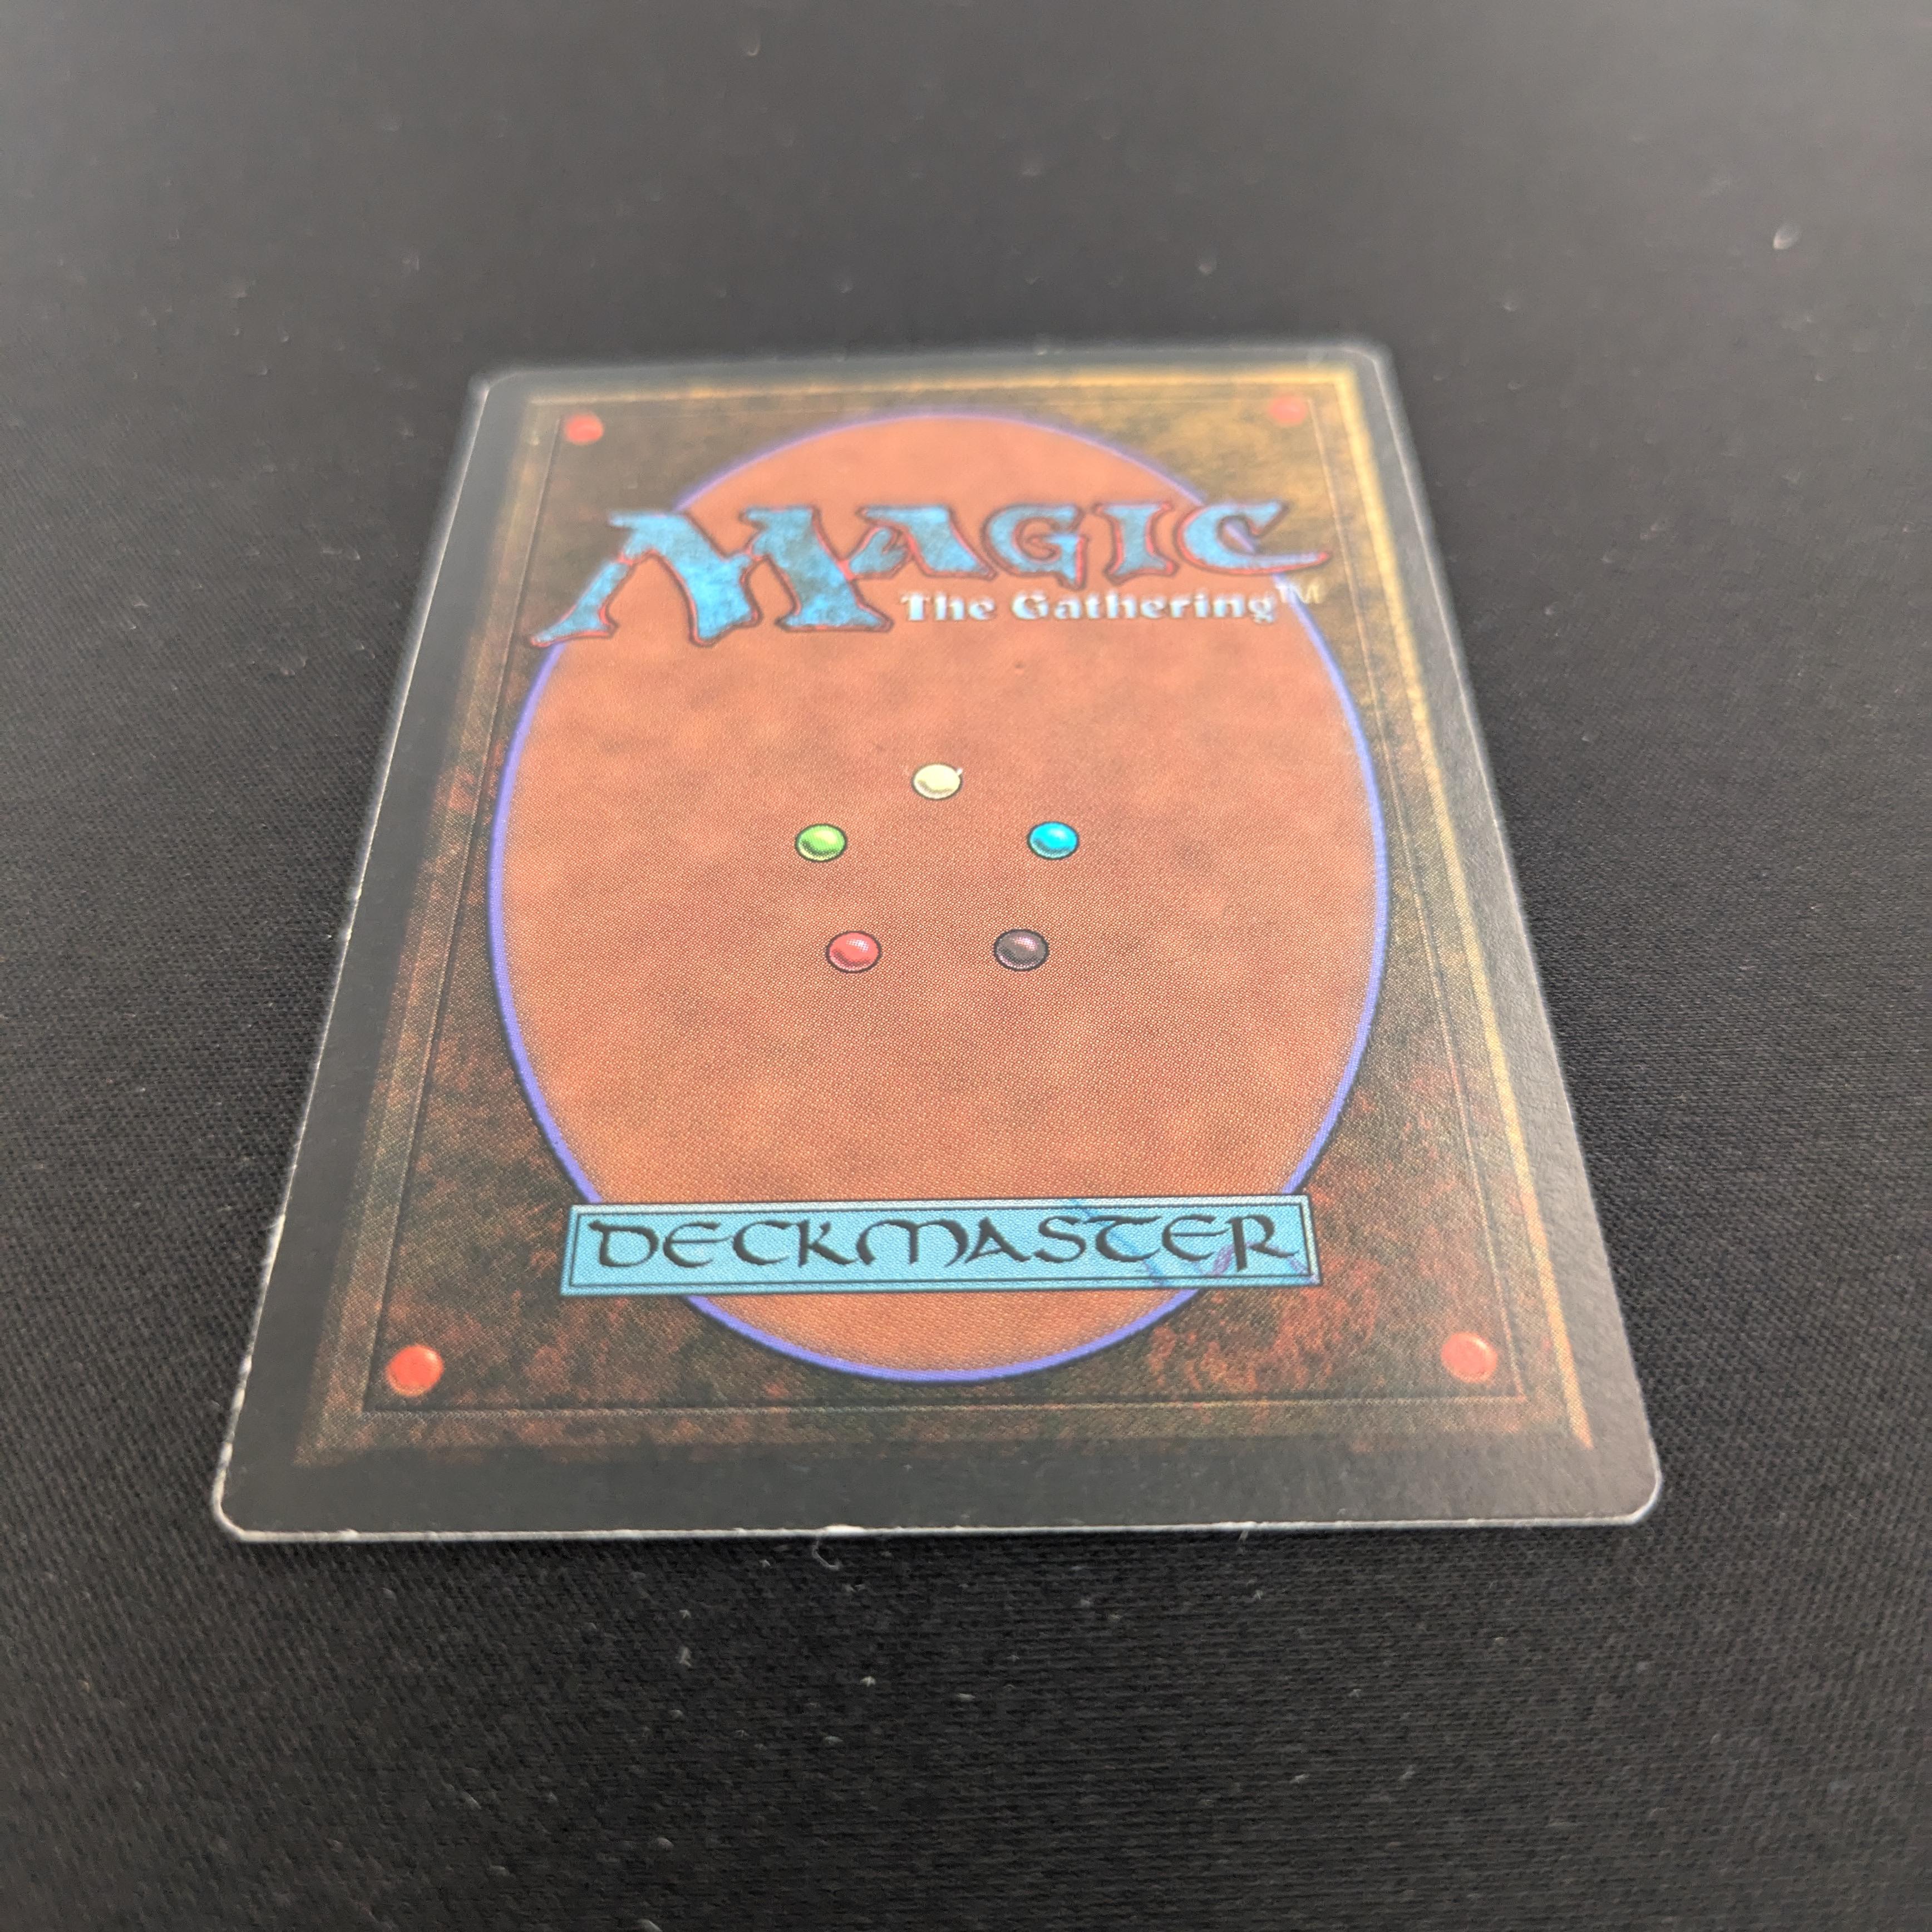 MAGIC
The Gathering™
DECKMASTER